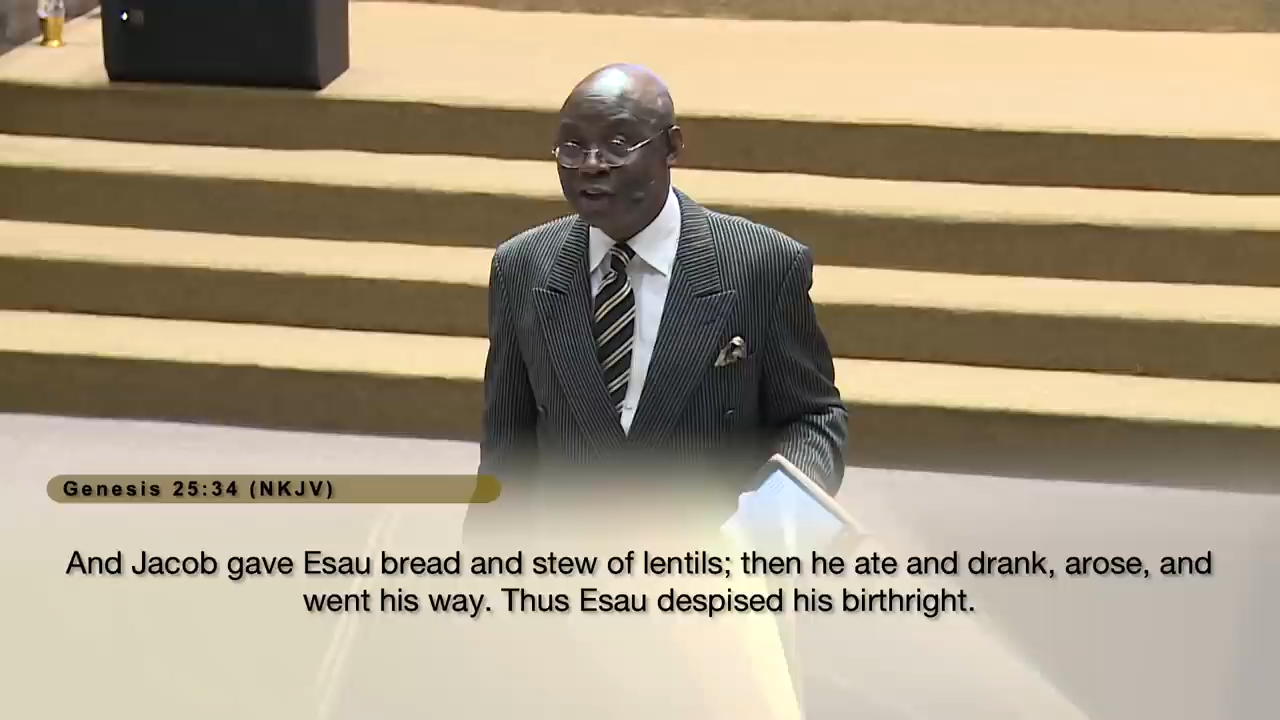 Genesis 25:34 (NKJV)
And Jacob gave Esau bread and stew of lentils; then he ate and drank, arose, and
went his way. Thus Esau despised his birthright.